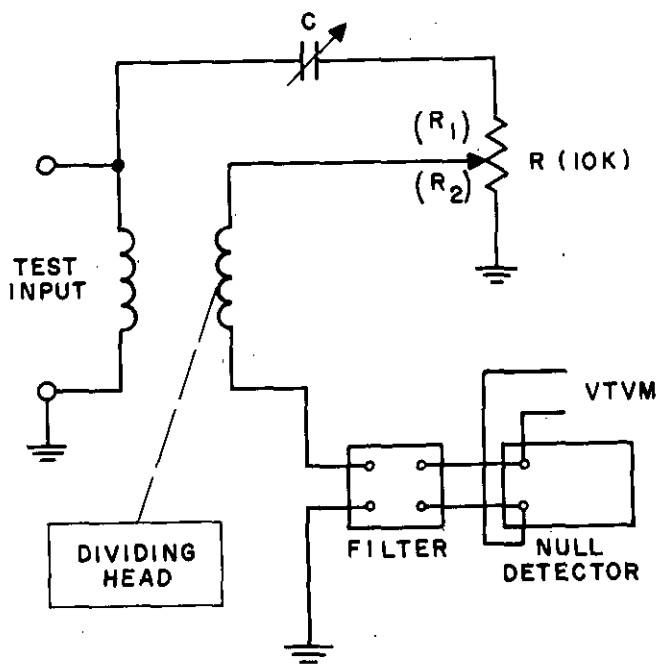 C
(R1)
R (10K)
(R2)
TEST
INPUT
VTVM
DIVIDING
HEAD
FILTER
NULL
DETECTOR